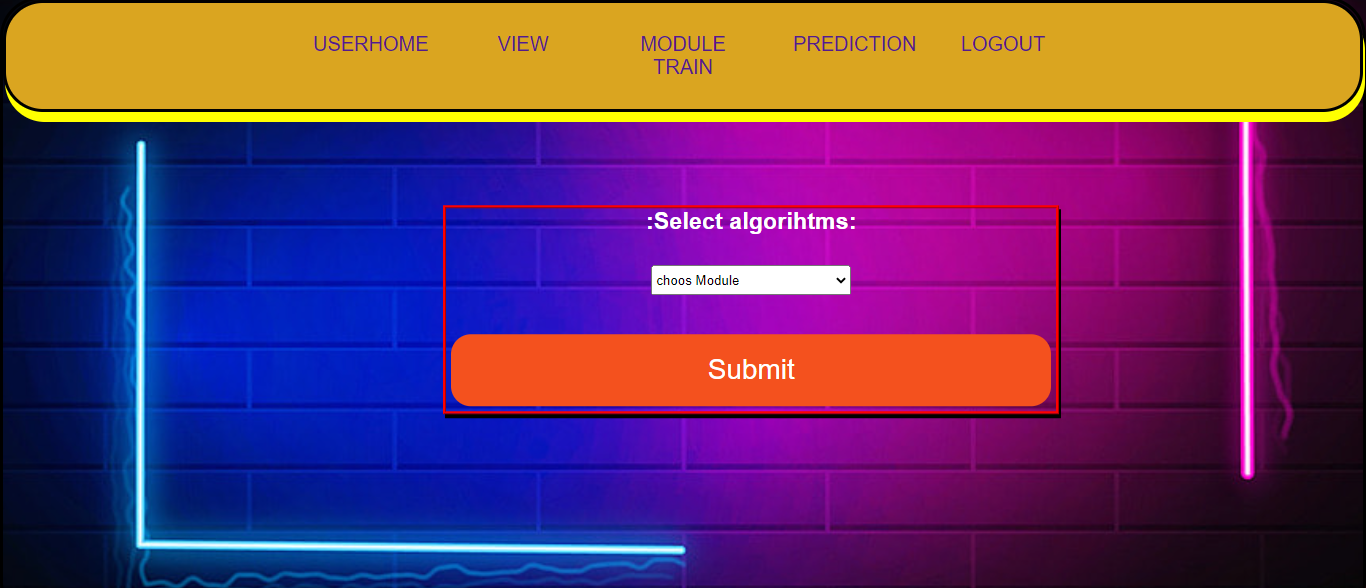 USERHOME VIEW MODULE PREDICTION LOGOUT
TRAIN
:Select algorihtms:
choos Module
Submit